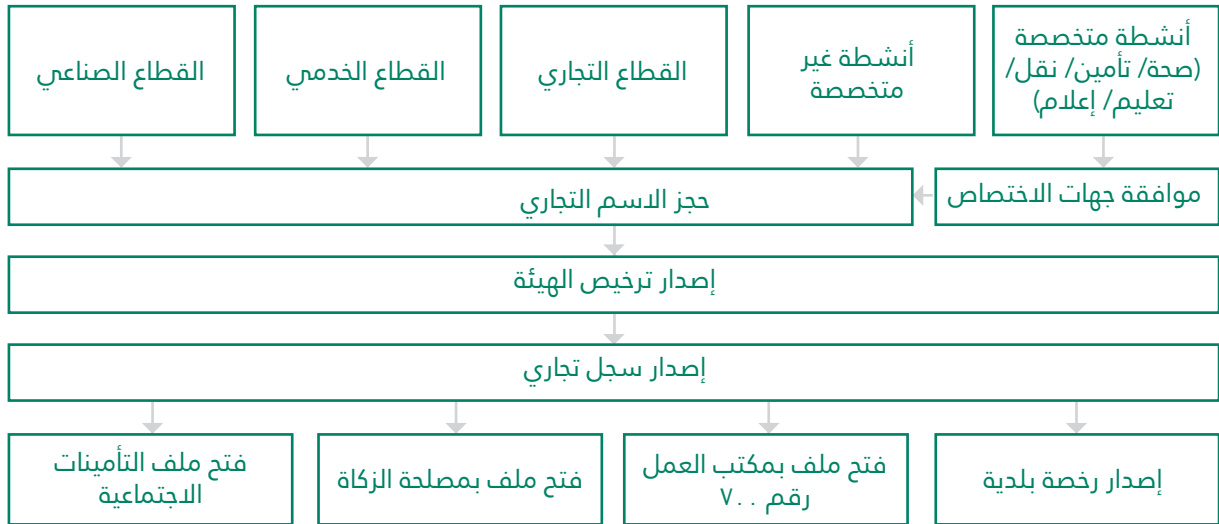 أنشطة متخصصة
(صحة/ تأمين/ نقل/
تعليم/ إعلام)
أنشطة غير
متخصصة
القطاع التجاري
القطاع الخدمي
القطاع الصناعي
موافقة جهات الاختصاص
حجز الاسم التجاري
إصدار ترخيص الهيئة
إصدار سجل تجاري
إصدار رخصة بلدية
فتح ملف بمكتب العمل
رقم ٧٠٠
فتح ملف بمصلحة الزكاة
فتح ملف التأمينات
الاجتماعية